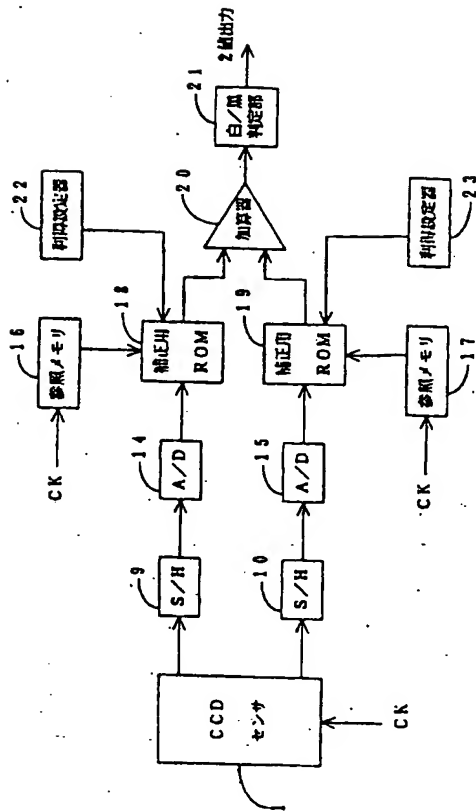 CCD
センサ
1
CK
S/H
9
S/H
10
A/D
14
A/D
15
CK
参照メモリ
16
補正用
ROM
18
利得設定器
22
補正用
ROM
19
CK
参照メモリ
17
利得設定器
23
加算器
20
白/黒
判定部
21
2値出力